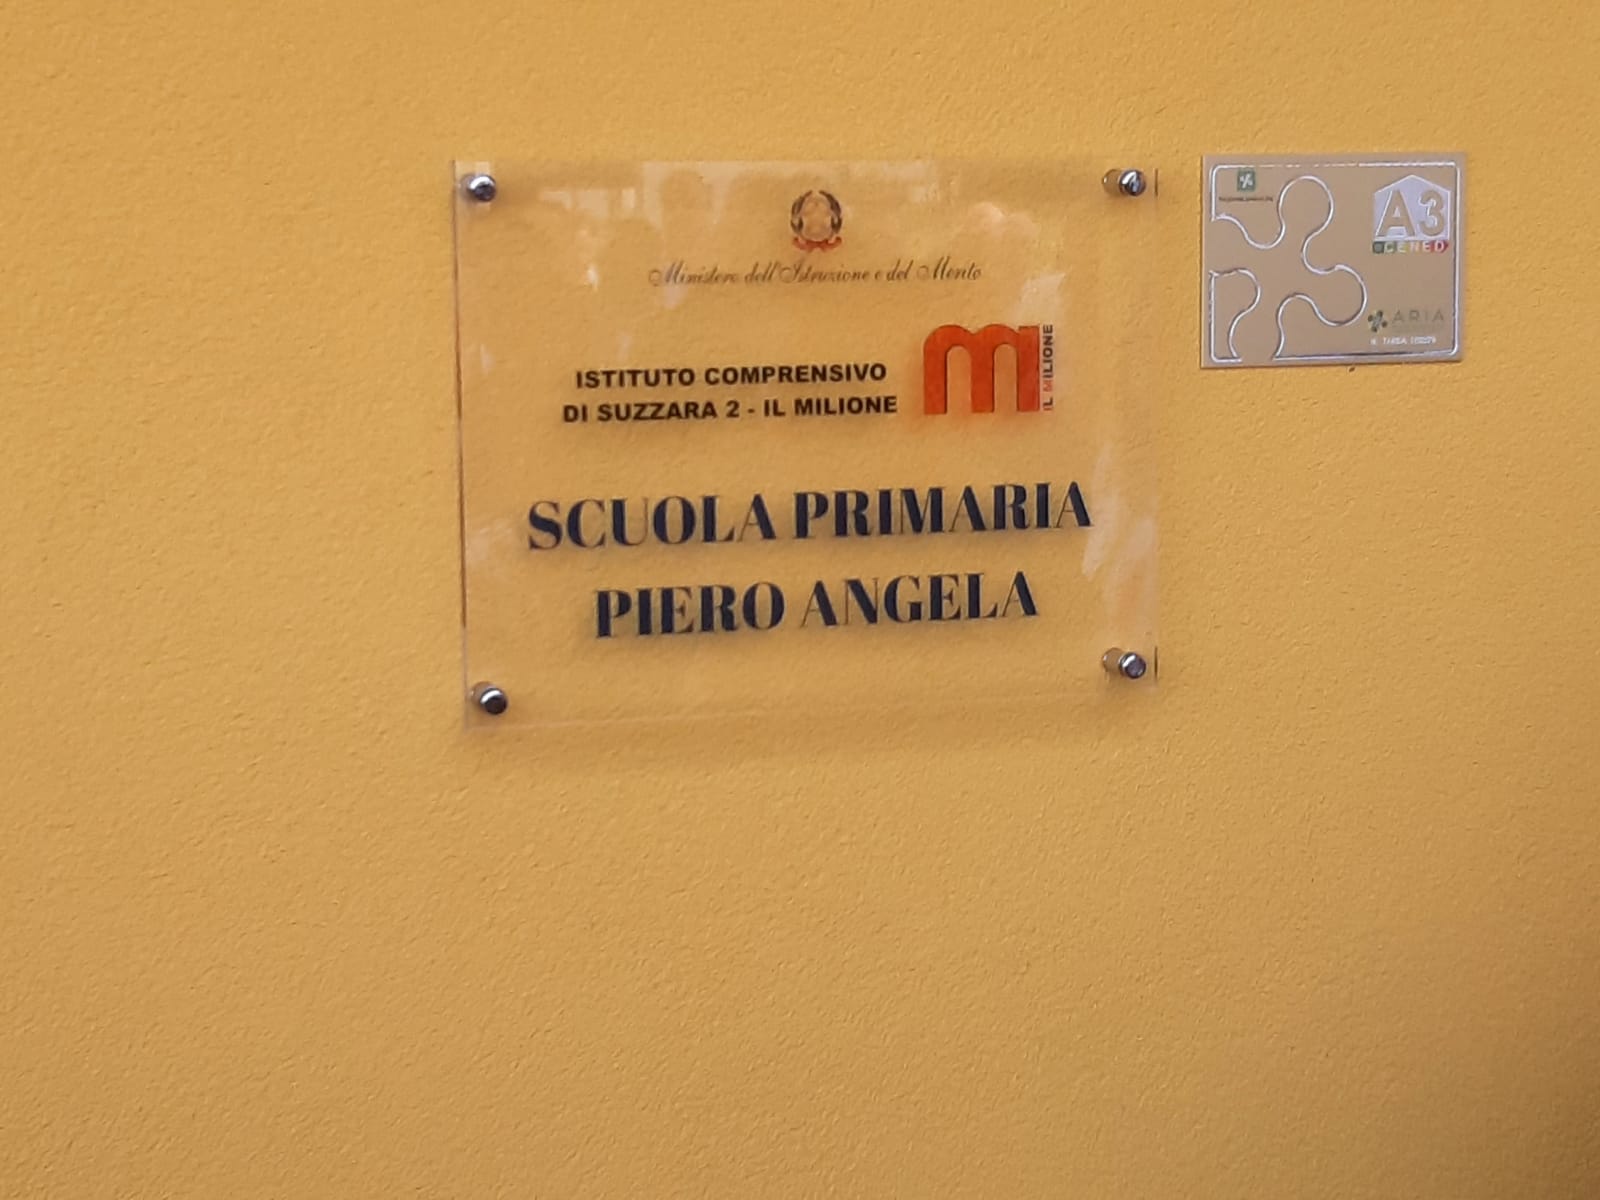 Ministero dell'Istruzione e del Merito
ISTITUTO COMPRENSIVO
DI SUZZARA 2 - IL MILIONE
IL MILIONE
SCUOLA PRIMARIA
PIERO ANGELA
A3
CENED
ARIA
N. TARGA